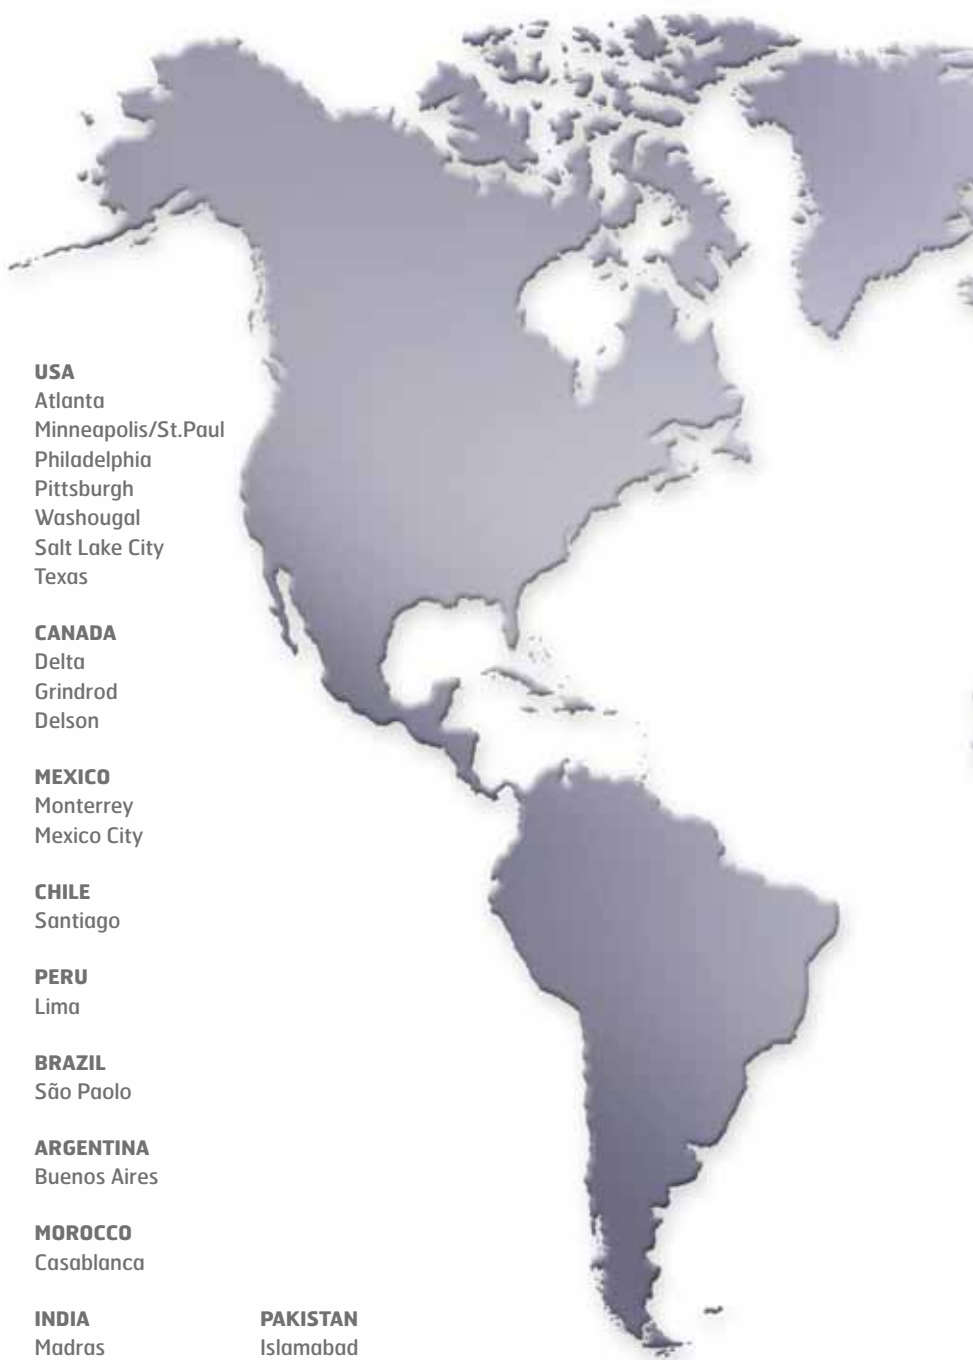 USA
Atlanta
Minneapolis/St.Paul
Philadelphia
Pittsburgh
Washougal
Salt Lake City
Texas
CANADA
Delta
Grindrod
Delson
MEXICO
Monterrey
Mexico City
CHILE
Santiago
PERU
Lima
BRAZIL
São Paolo
ARGENTINA
Buenos Aires
MOROCCO
Casablanca
INDIA
Madras
PAKISTAN
Islamabad